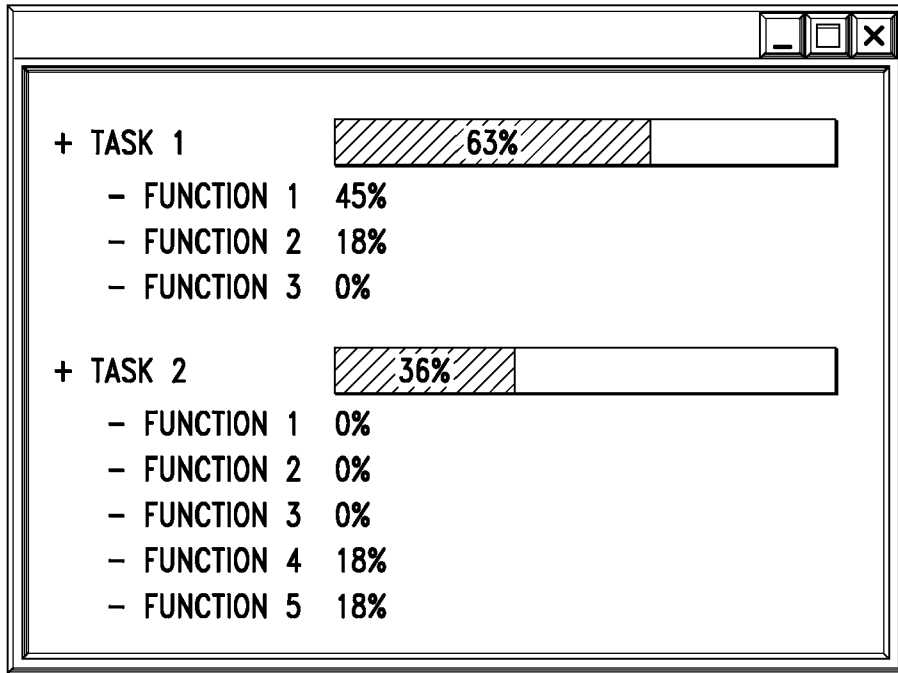 + TASK 1 63%
- FUNCTION 1 45%
- FUNCTION 2 18%
- FUNCTION 3 0%
+ TASK 2 36%
- FUNCTION 1 0%
- FUNCTION 2 0%
- FUNCTION 3 0%
- FUNCTION 4 18%
- FUNCTION 5 18%